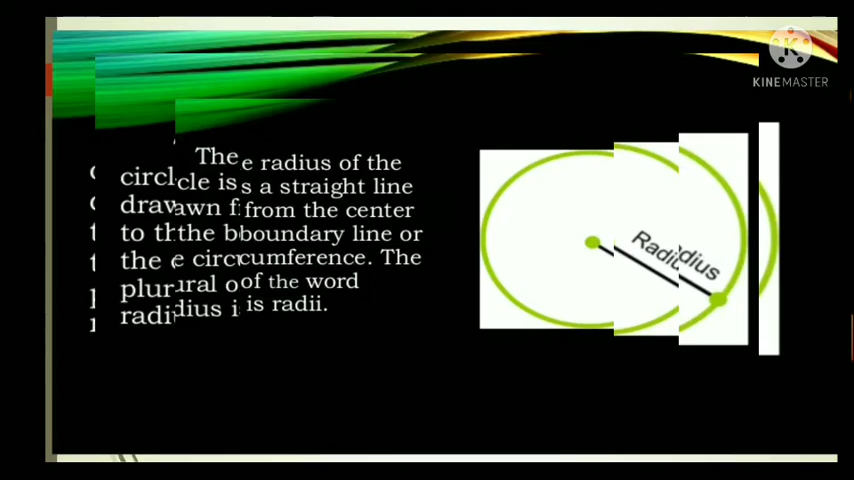 The radius of the
circle is a straight line
drawn from the center
to the boundary line or
the circumference. The
plural of the word
radius is radii.
Radius
KINEMASTER